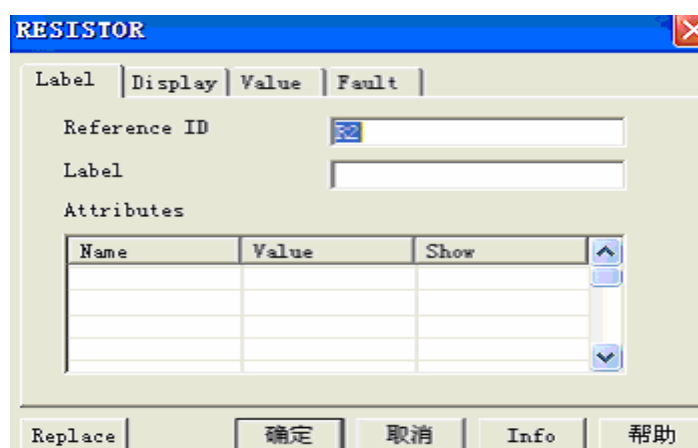 RESISTOR
Label Display Value Fault
Reference ID R2
Label
Attributes
Name Value Show
Replace 确定 取消 Info 帮助